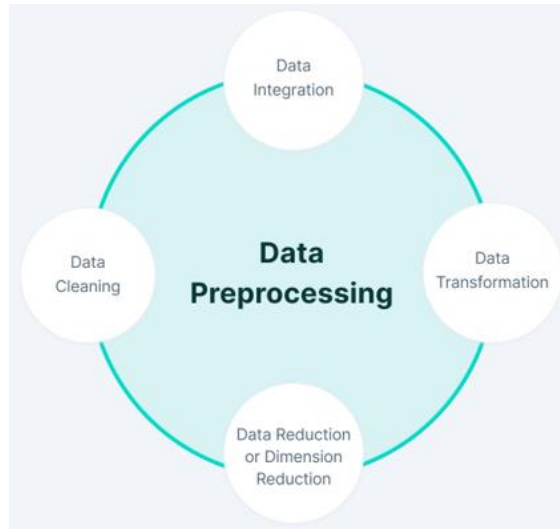 Data
Integration
Data
Cleaning
Data
Preprocessing
Data
Transformation
Data Reduction
or Dimension
Reduction